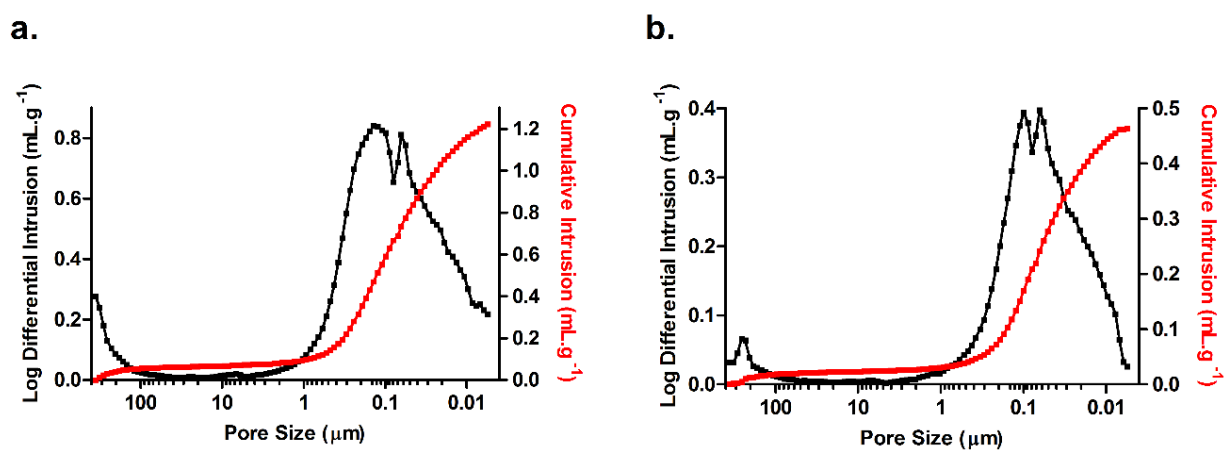 a.
Log Differential Intrusion (mL.g-1)
0.8
0.6
0.4
0.2
0.0
1.2
1.0
0.8
0.6
0.4
0.2
0.0
Cumulative Intrusion (mL.g-1)
100 10 1 0.1 0.01
Pore Size (μm)
b.
Log Differential Intrusion (mL.g-1)
0.4
0.3
0.2
0.1
0.0
0.5
0.4
0.3
0.2
0.1
0.0
Cumulative Intrusion (mL.g-1)
100 10 1 0.1 0.01
Pore Size (μm)